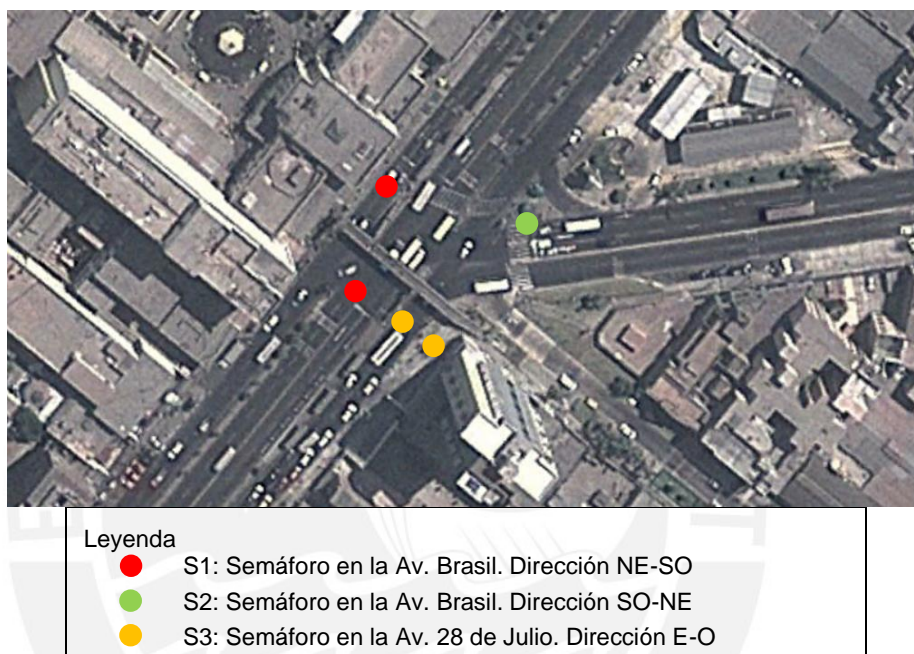 Leyenda
S1: Semáforo en la Av. Brasil. Dirección NE-SO
S2: Semáforo en la Av. Brasil. Dirección SO-NE
S3: Semáforo en la Av. 28 de Julio. Dirección E-O